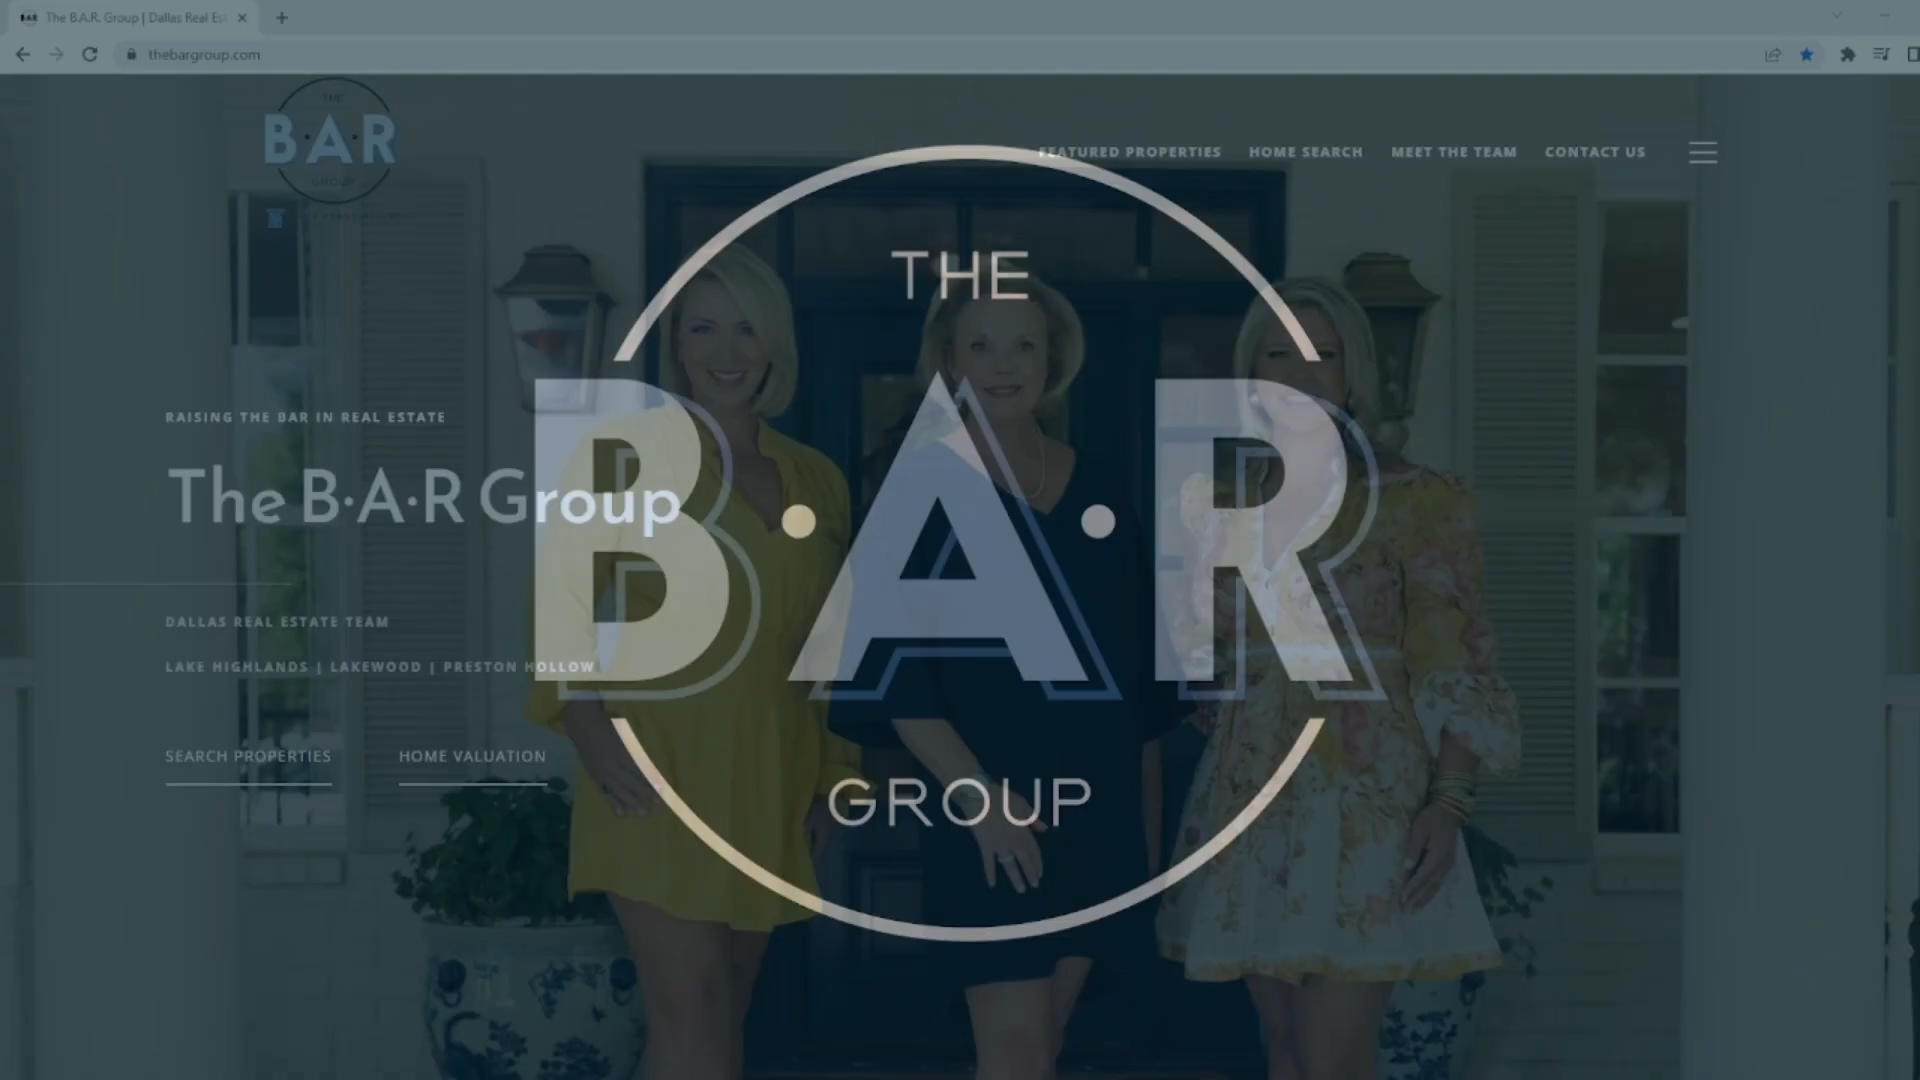 The B.A.R. Group | Dallas Real Est
thebargroup.com
THE
B·A·R
GROUP
FEATURED PROPERTIES
HOME SEARCH
MEET THE TEAM
CONTACT US
THE
B·A·R
GROUP
RAISING THE BAR IN REAL ESTATE
The B·A·R Group
DALLAS REAL ESTATE TEAM
LAKE HIGHLANDS | LAKEWOOD | PRESTON HOLLOW
SEARCH PROPERTIES
HOME VALUATION